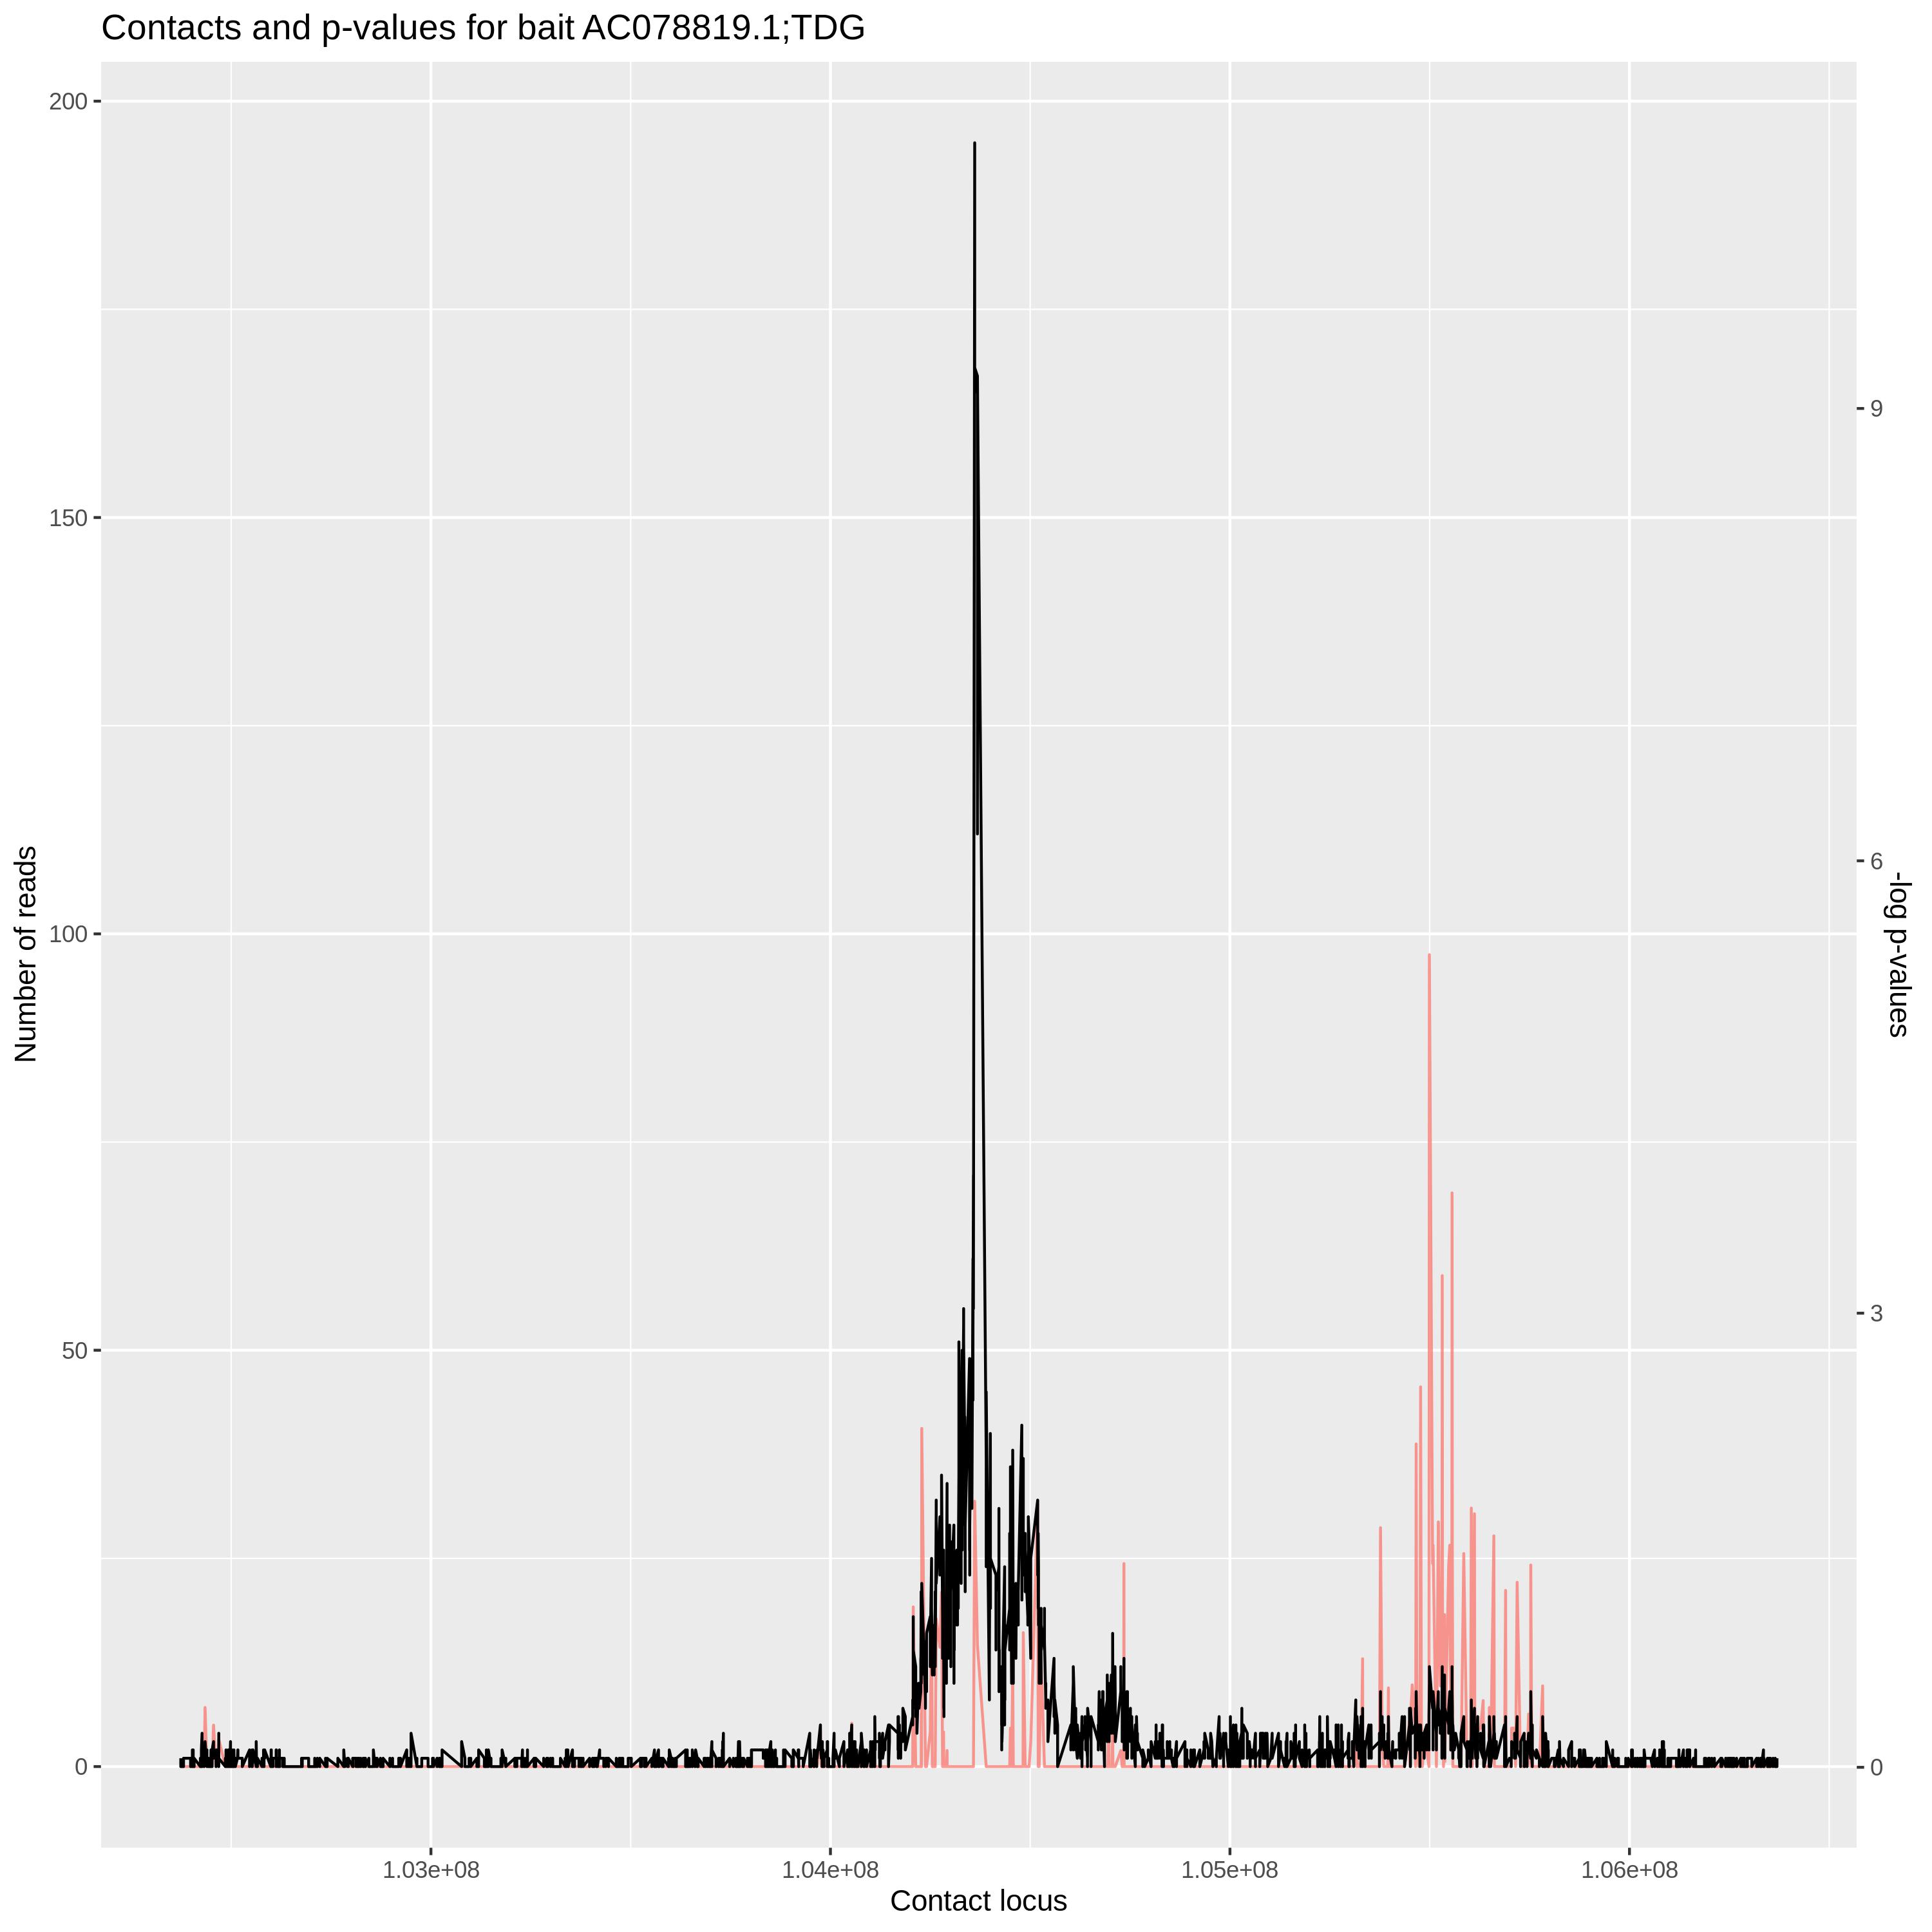 Contacts and p-values for bait AC078819.1;TDG
200
150
100
50
0
Number of reads
9
6
3
0
-log p-values
1.03e+08
1.04e+08
1.05e+08
1.06e+08
Contact locus